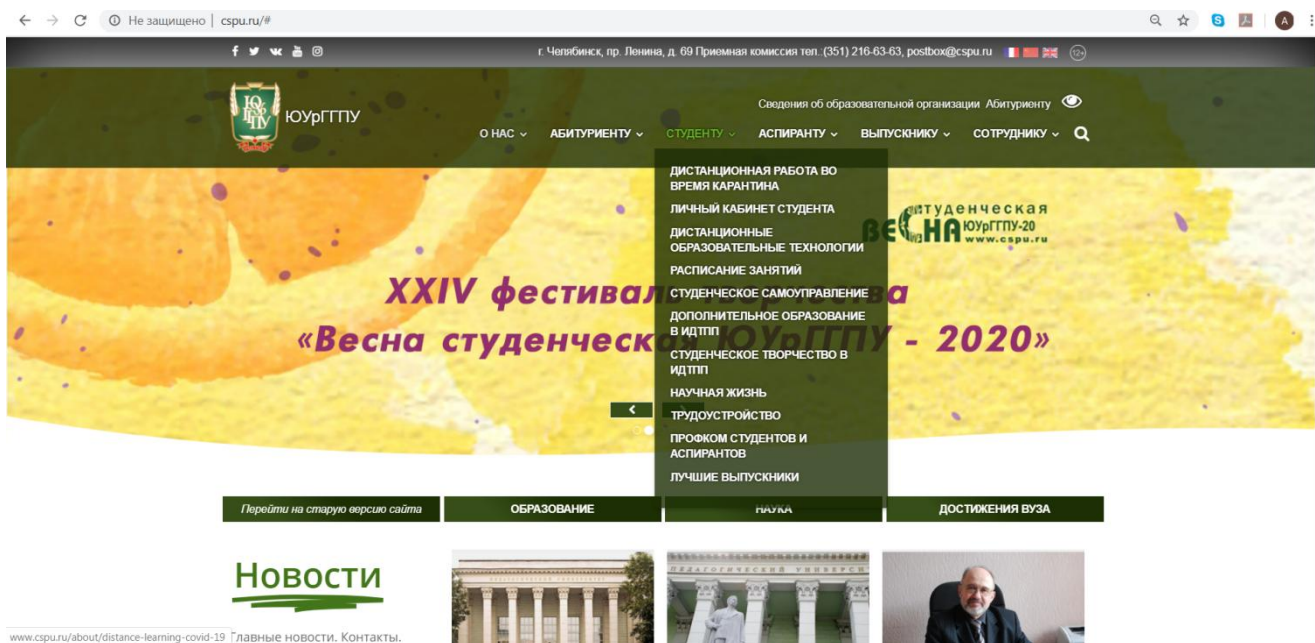 Не защищено | cspu.ru/#
г. Челябинск, пр. Ленина, д. 69 Приемная комиссия тел.:(351) 216-63-63, postbox@cspu.ru 12+
Сведения об образовательной организации Абитуриенту
ЮУрГГПУ
О НАС АБИТУРИЕНТУ СТУДЕНТУ АСПИРАНТУ ВЫПУСКНИКУ СОТРУДНИКУ
ДИСТАНЦИОННАЯ РАБОТА ВО
ВРЕМЯ КАРАНТИНА
ЛИЧНЫЙ КАБИНЕТ СТУДЕНТА
ДИСТАНЦИОННЫЕ
ОБРАЗОВАТЕЛЬНЫЕ ТЕХНОЛОГИИ
РАСПИСАНИЕ ЗАНЯТИЙ
СТУДЕНЧЕСКОЕ САМОУПРАВЛЕНИЕ
ДОПОЛНИТЕЛЬНОЕ ОБРАЗОВАНИЕ
В ИДТПП
СТУДЕНЧЕСКОЕ ТВОРЧЕСТВО В
ИДТПП
НАУЧНАЯ ЖИЗНЬ
ТРУДОУСТРОЙСТВО
ПРОФКОМ СТУДЕНТОВ И
АСПИРАНТОВ
ЛУЧШИЕ ВЫПУСКНИКИ
студенческая
ВЕСНА ЮУрГГПУ-20
www.cspu.ru
XXIV фестиваль творчества
«Весна студенческая ЮУрГГПУ - 2020»
Перейти на старую версию сайта ОБРАЗОВАНИЕ НАУКА ДОСТИЖЕНИЯ ВУЗА
Новости
Главные новости. Контакты.
www.cspu.ru/about/distance-learning-covid-19